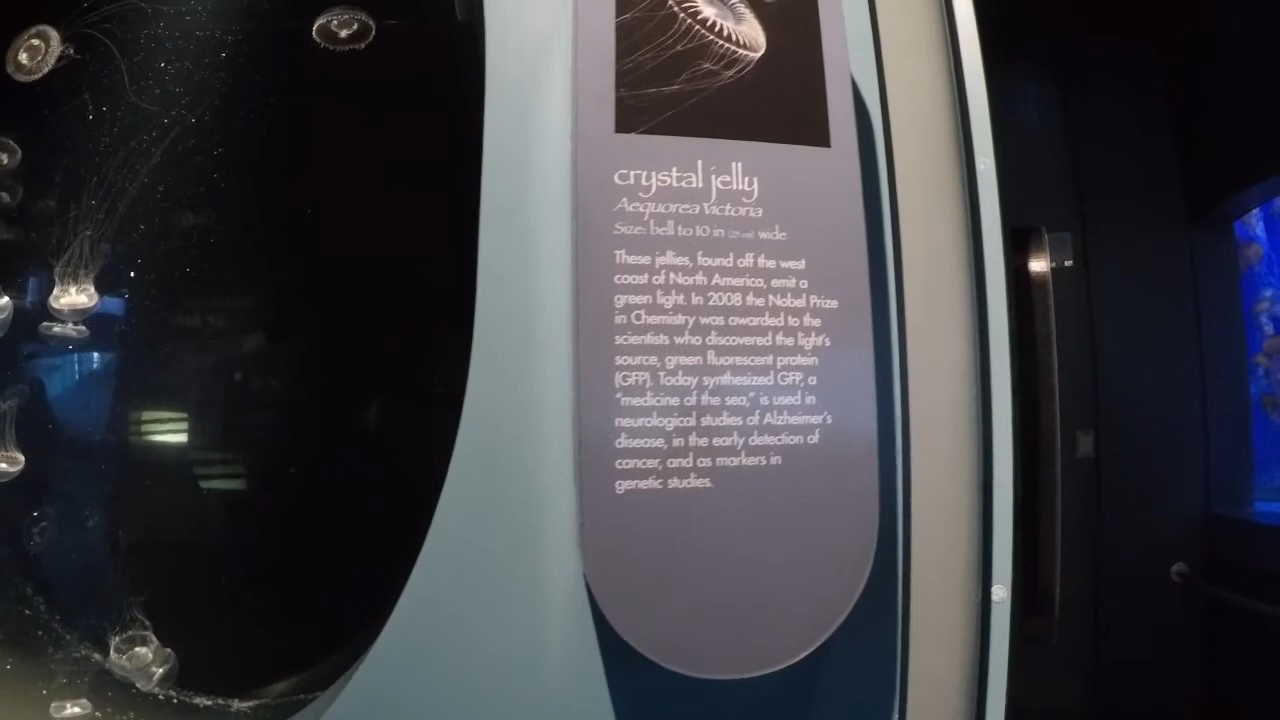 crystal jelly
Aequorea victoria
Size: bell to 10 in (25 cm) wide
These jellies, found off the west
coast of North America, emit a
green light. In 2008 the Nobel Prize
in Chemistry was awarded to the
scientists who discovered the light's
source, green fluorescent protein
(GFP). Today synthesized GFP, a
"medicine of the sea," is used in
neurological studies of Alzheimer's
disease, in the early detection of
cancer, and as markers in
genetic studies.